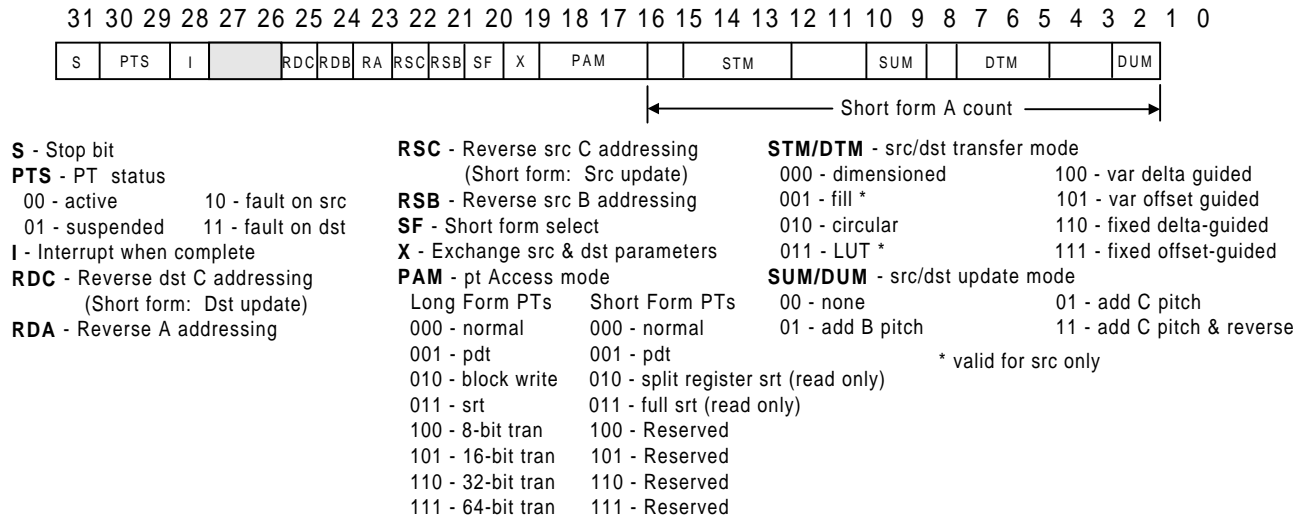 31 30 29 28 27 26 25 24 23 22 21 20 19 18 17 16 15 14 13 12 11 10 9 8 7 6 5 4 3 2 1 0
S PTS I RDC RDB RA RSC RSB SF X PAM STM SUM DTM DUM
Short form A count
S - Stop bit
PTS - PT status
00 - active 10 - fault on src
01 - suspended 11 - fault on dst
I - Interrupt when complete
RDC - Reverse dst C addressing
(Short form: Dst update)
RDA - Reverse A addressing
RSC - Reverse src C addressing
(Short form: Src update)
RSB - Reverse src B addressing
SF - Short form select
X - Exchange src & dst parameters
PAM - pt Access mode
Long Form PTs Short Form PTs
000 - normal 000 - normal
001 - pdt 001 - pdt
010 - block write 010 - split register srt (read only)
011 - srt 011 - full srt (read only)
100 - 8-bit tran 100 - Reserved
101 - 16-bit tran 101 - Reserved
110 - 32-bit tran 110 - Reserved
111 - 64-bit tran 111 - Reserved
STM/DTM - src/dst transfer mode
000 - dimensioned 100 - var delta guided
001 - fill * 101 - var offset guided
010 - circular 110 - fixed delta-guided
011 - LUT * 111 - fixed offset-guided
SUM/DUM - src/dst update mode
00 - none 01 - add C pitch
01 - add B pitch 11 - add C pitch & reverse
* valid for src only